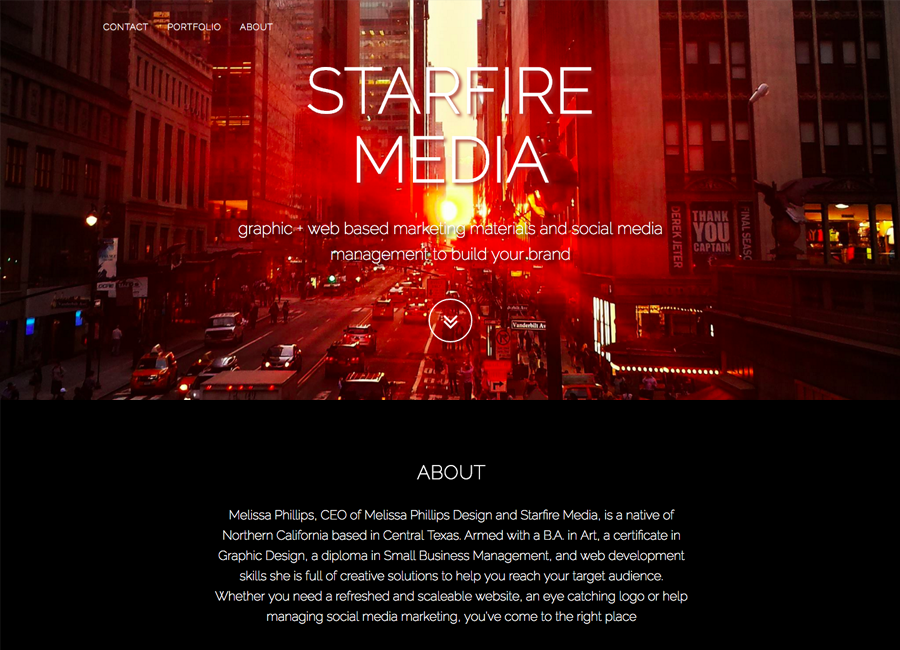 CONTACT PORTFOLIO ABOUT
STARFIRE
MEDIA
graphic + web based marketing materials and social media
management to build your brand
DEREK JETER
THANK
YOU
CAPTAIN
FINAL SEASON
Vanderbilt Av
ABOUT
Melissa Phillips, CEO of Melissa Phillips Design and Starfire Media, is a native of
Northern California based in Central Texas. Armed with a B.A. in Art, a certificate in
Graphic Design, a diploma in Small Business Management, and web development
skills she is full of creative solutions to help you reach your target audience.
Whether you need a refreshed and scaleable website, an eye catching logo or help
managing social media marketing, you've come to the right place